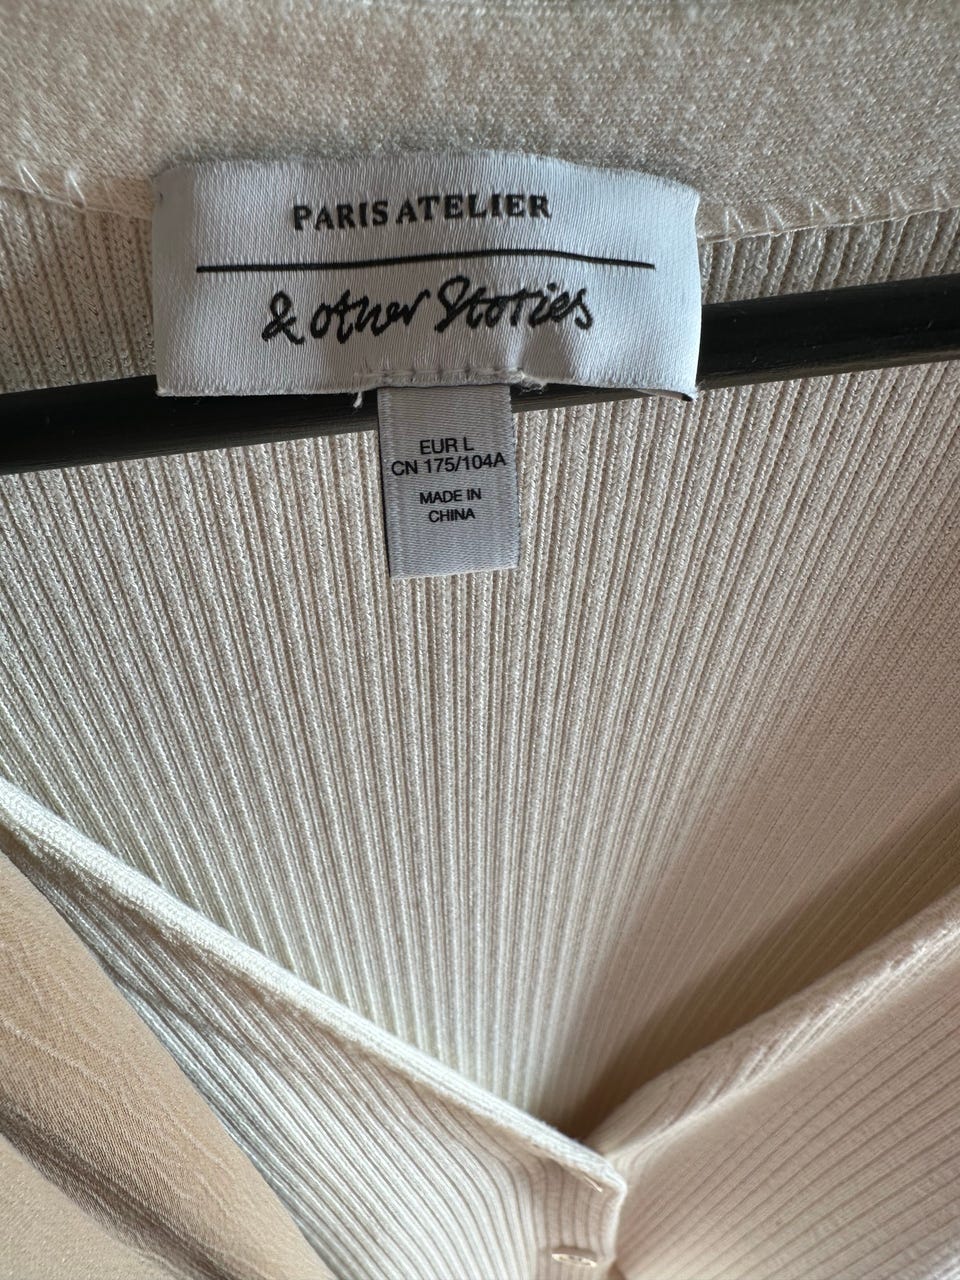 PARIS ATELIER
& other Stories
EUR L
CN 175/104A
MADE IN
CHINA